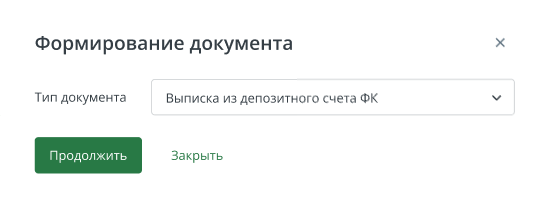 Формирование документа
Тип документа Выписка из депозитного счета ФК
Продолжить Закрыть